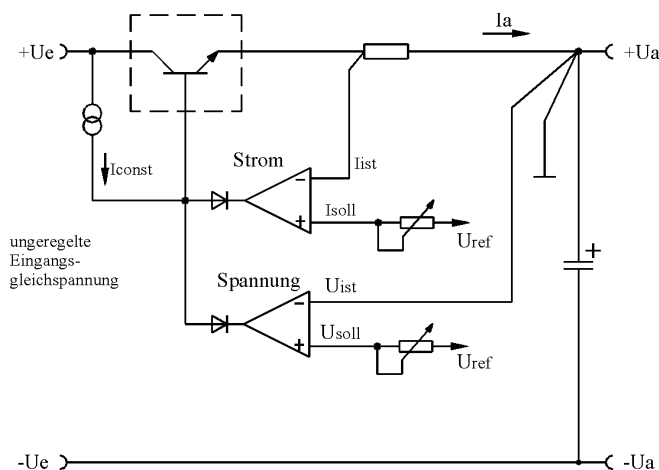 +Ue
Ia
+Ua
Iconst
Strom
Iist
-
+
Isoll
Uref
ungeregelte
Eingangs-
gleichspannung
Spannung
Uist
-
+
Usoll
Uref
+
-Ue
-Ua